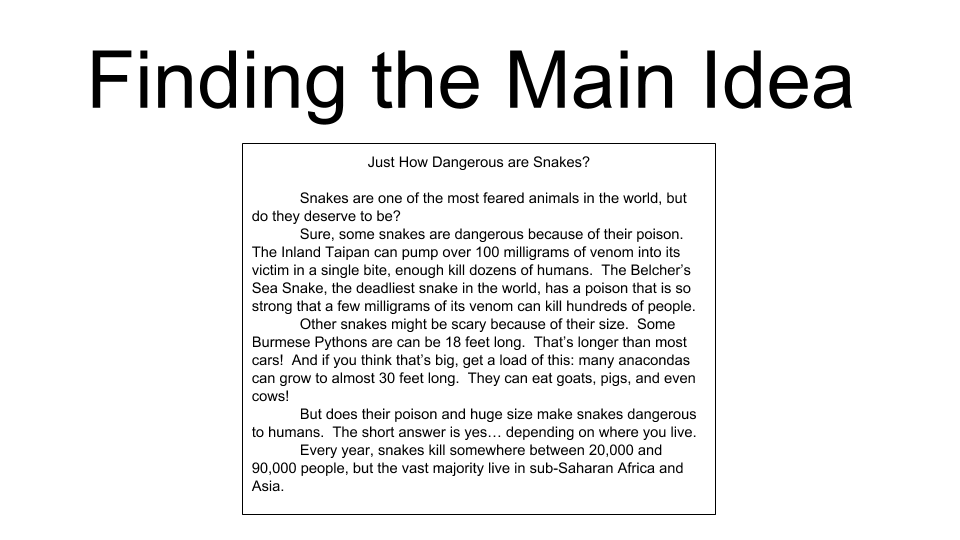 Finding the Main Idea
Just How Dangerous are Snakes?
Snakes are one of the most feared animals in the world, but
do they deserve to be?
Sure, some snakes are dangerous because of their poison.
The Inland Taipan can pump over 100 milligrams of venom into its
victim in a single bite, enough kill dozens of humans.  The Belcher's
Sea Snake, the deadliest snake in the world, has a poison that is so
strong that a few milligrams of its venom can kill hundreds of people.
Other snakes might be scary because of their size.  Some
Burmese Pythons are can be 18 feet long.  That's longer than most
cars!  And if you think that's big, get a load of this: many anacondas
can grow to almost 30 feet long.  They can eat goats, pigs, and even
cows!
But does their poison and huge size make snakes dangerous
to humans.  The short answer is yes… depending on where you live.
Every year, snakes kill somewhere between 20,000 and
90,000 people, but the vast majority live in sub-Saharan Africa and
Asia.